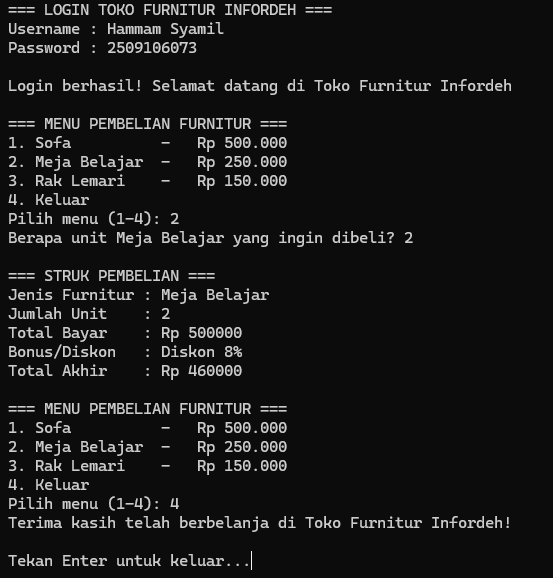 === LOGIN TOKO FURNITUR INFORDEH ===
Username : Hammam Syamil
Password : 2509106073
Login berhasil! Selamat datang di Toko Furnitur Infordeh
=== MENU PEMBELIAN FURNITUR ===
1. Sofa          -   Rp 500.000
2. Meja Belajar  -   Rp 250.000
3. Rak Lemari    -   Rp 150.000
4. Keluar
Pilih menu (1-4): 2
Berapa unit Meja Belajar yang ingin dibeli? 2
=== STRUK PEMBELIAN ===
Jenis Furnitur : Meja Belajar
Jumlah Unit    : 2
Total Bayar    : Rp 500000
Bonus/Diskon   : Diskon 8%
Total Akhir    : Rp 460000
=== MENU PEMBELIAN FURNITUR ===
1. Sofa          -   Rp 500.000
2. Meja Belajar  -   Rp 250.000
3. Rak Lemari    -   Rp 150.000
4. Keluar
Pilih menu (1-4): 4
Terima kasih telah berbelanja di Toko Furnitur Infordeh!
Tekan Enter untuk keluar...